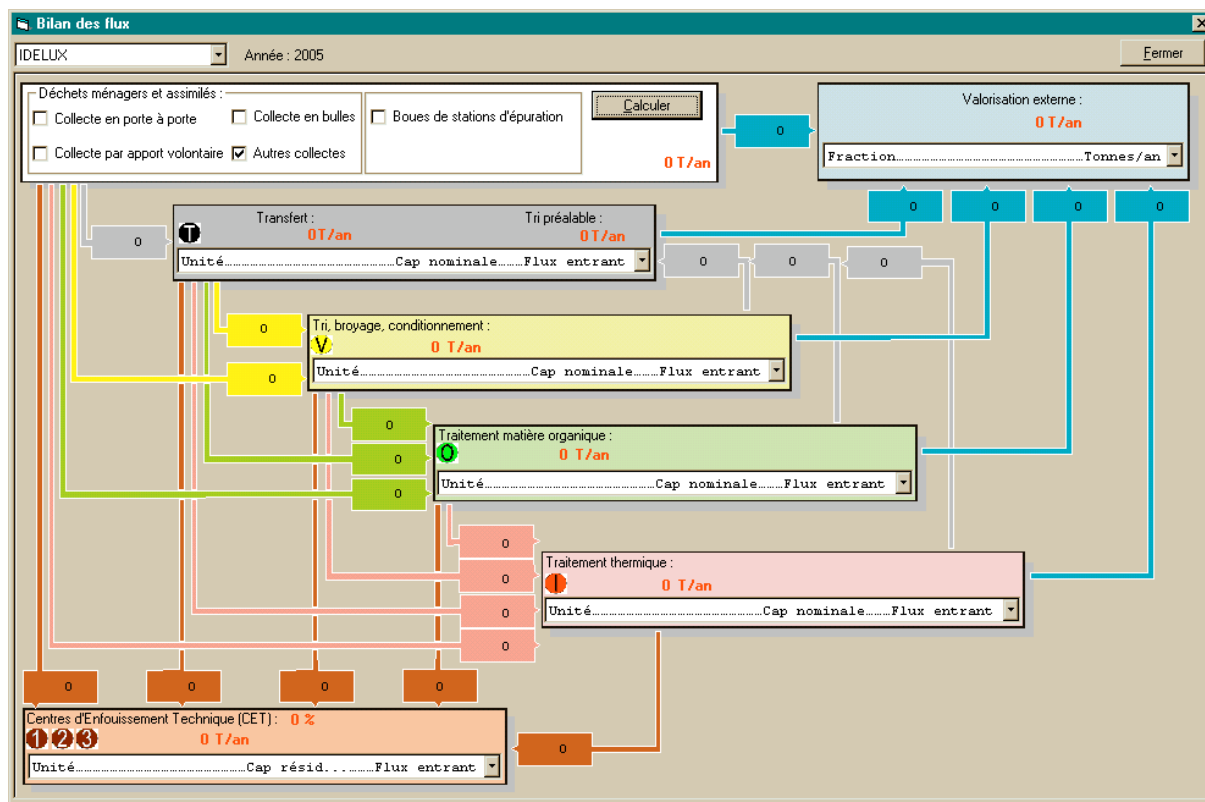 Bilan des flux
IDELUX Année : 2005 Fermer
Déchets ménagers et assimilés :
Collecte en porte à porte Collecte en bulles Boues de stations d'épuration Calculer
Collecte par apport volontaire Autres collectes
0 T/an
0
Valorisation externe :
0 T/an
Fraction.....Tonnes/an
0 0 0 0
0
Transfert : Tri préalable :
T
0T/an 0T/an
Unité.....Cap nominale.....Flux entrant
0 0 0
0
Tri, broyage, conditionnement :
V 0 T/an
0
Unité.....Cap nominale.....Flux entrant
0
Traitement matière organique :
O 0 T/an
0
Unité.....Cap nominale.....Flux entrant
0
0
Traitement thermique :
I 0 T/an
0
Unité.....Cap nominale.....Flux entrant
0
0
0 0 0 0
Centres d'Enfouissement Technique (CET) : 0 %
1 2 3 0 T/an
0
Unité.....Cap résid........Flux entrant